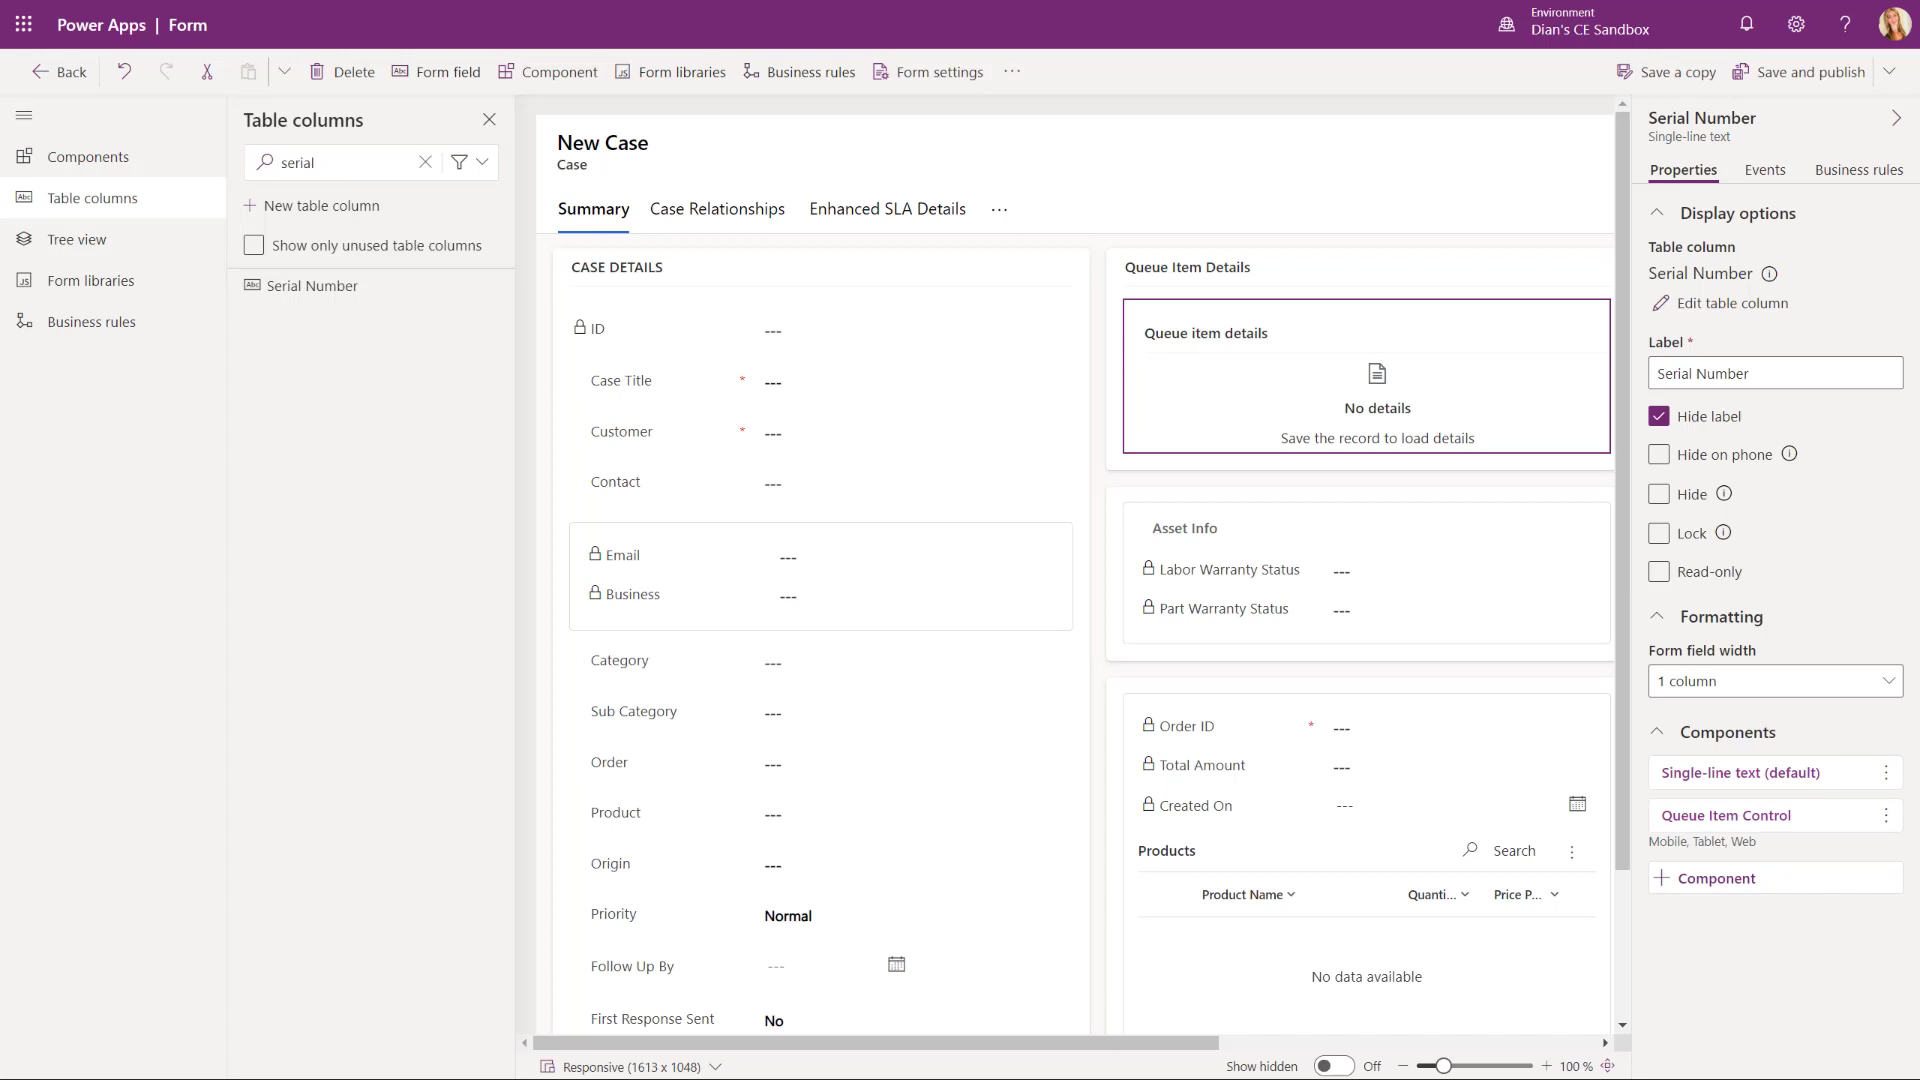 Power Apps | Form
Environment
Dian's CE Sandbox
Back
Delete
Abc
Form field
Component
JS
Form libraries
Business rules
Form settings
···
Save a copy
Save and publish
Components
Abc
Table columns
Tree view
JS
Form libraries
Business rules
Table columns
serial
New table column
Show only unused table columns
Abc
Serial Number
New Case
Case
Summary
Case Relationships
Enhanced SLA Details
···
CASE DETAILS
ID
---
Case Title
*
---
Customer
*
---
Contact
---
Email
---
Business
---
Category
---
Sub Category
---
Order
---
Product
---
Origin
---
Priority
Normal
Follow Up By
---
First Response Sent
No
Queue Item Details
Queue item details
No details
Save the record to load details
Asset Info
Labor Warranty Status
---
Part Warranty Status
---
Order ID
*
---
Total Amount
---
Created On
---
Products
Search
Product Name
Quanti...
Price P...
No data available
Responsive (1613 x 1048)
Show hidden
Off
100 %
Serial Number
Single-line text
Properties
Events
Business rules
Display options
Table column
Serial Number
Edit table column
Label *
Serial Number
Hide label
Hide on phone
Hide
Lock
Read-only
Formatting
Form field width
1 column
Components
Single-line text (default)
Queue Item Control
Mobile, Tablet, Web
Component